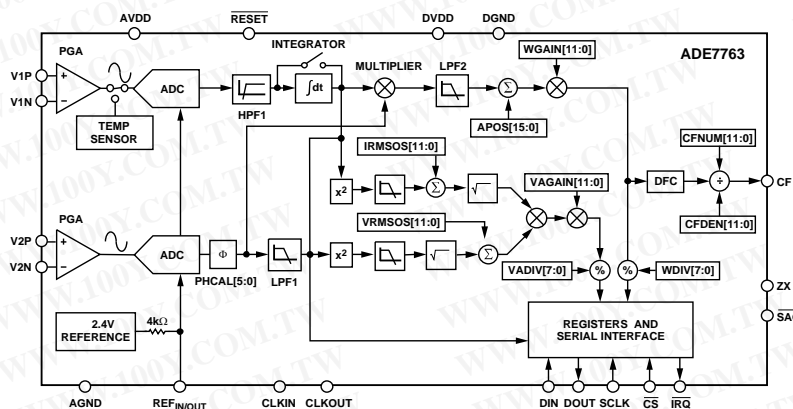 AVDD
RESET
DVDD
DGND
INTEGRATOR
WGAIN[11:0]
ADE7763
PGA
MULTIPLIER
LPF2
V1P
+
ADC
∫dt
Σ
V1N
−
HPF1
TEMP
SENSOR
APOS[15:0]
CFNUM[11:0]
IRMSOS[11:0]
x²
Σ
√
VAGAIN[11:0]
DFC
÷
CF
CFDEN[11:0]
VRMSOS[11:0]
PGA
V2P
+
ADC
Φ
x²
√
Σ
V2N
−
PHCAL[5:0]
LPF1
VADIV[7:0]
%
%
WDIV[7:0]
ZX
2.4V
REFERENCE
4kΩ
REGISTERS AND
SERIAL INTERFACE
SAG
AGND
REFIN/OUT
CLKIN
CLKOUT
DIN
DOUT
SCLK
CS
IRQ
WWW.100Y.COM.TW